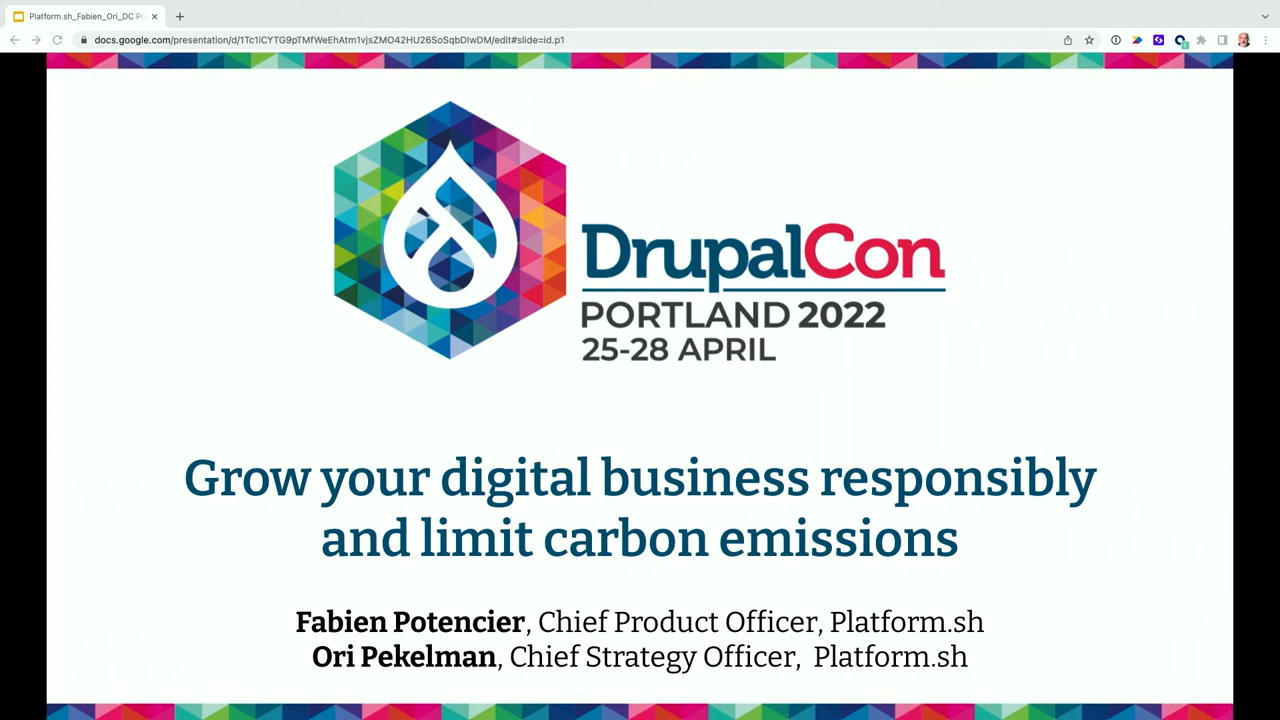 Platform.sh_Fabien_Ori_DC Po
docs.google.com/presentation/d/1Tc1iCYTG9pTMfWeEhAtm1vjsZMO42HU26SoSqbDIwDM/edit#slide=id.p1
DrupalCon
PORTLAND 2022
25-28 APRIL
Grow your digital business responsibly
and limit carbon emissions
Fabien Potencier, Chief Product Officer, Platform.sh
Ori Pekelman, Chief Strategy Officer, Platform.sh